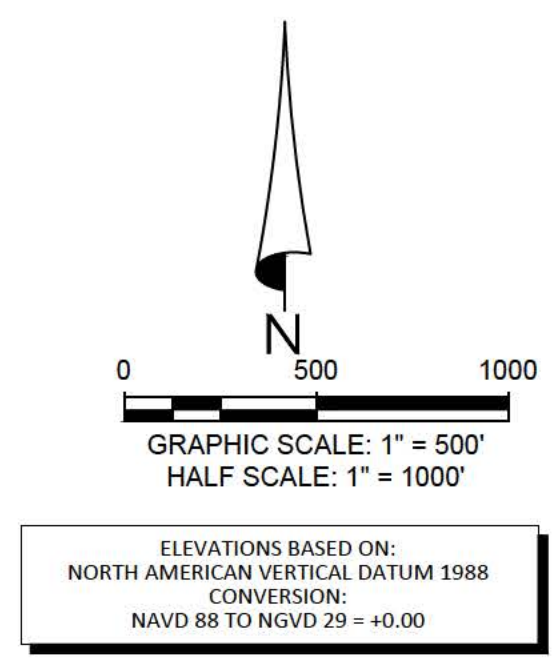 N
0 500 1000
GRAPHIC SCALE: 1" = 500'
HALF SCALE: 1" = 1000'
ELEVATIONS BASED ON:
NORTH AMERICAN VERTICAL DATUM 1988
CONVERSION:
NAVD 88 TO NGVD 29 = +0.00